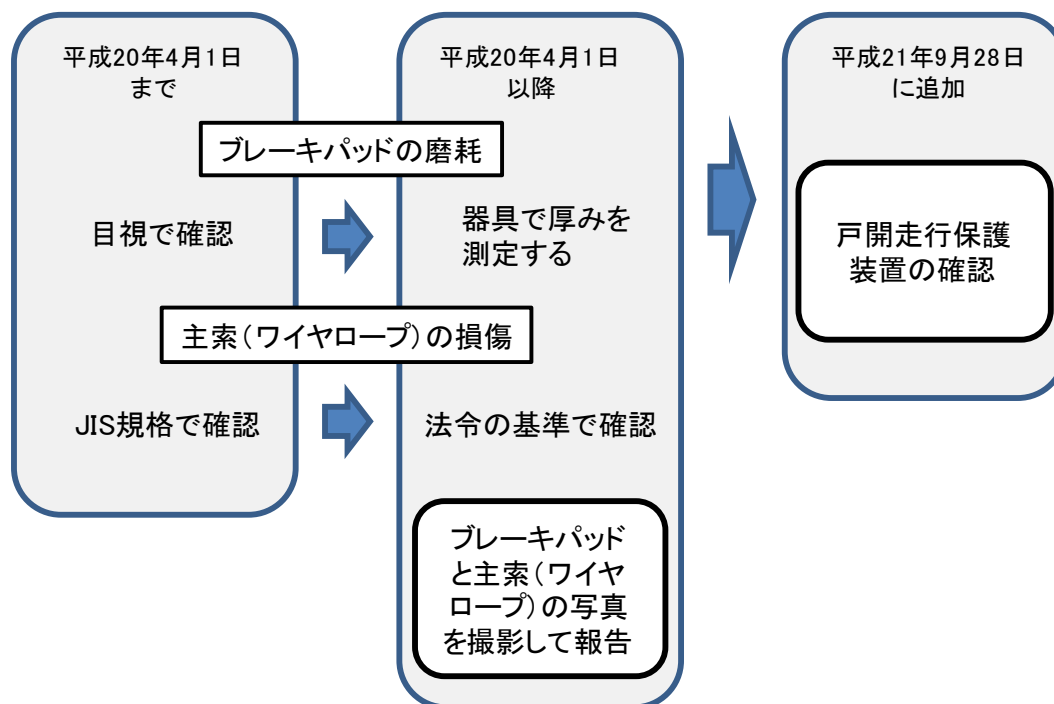 平成20年4月1日
まで
平成20年4月1日
以降
平成21年9月28日
に追加
ブレーキパッドの磨耗
目視で確認
器具で厚みを
測定する
戸開走行保護
装置の確認
主索（ワイヤロープ）の損傷
JIS規格で確認
法令の基準で確認
ブレーキパッド
と主索（ワイヤ
ロープ）の写真
を撮影して報告